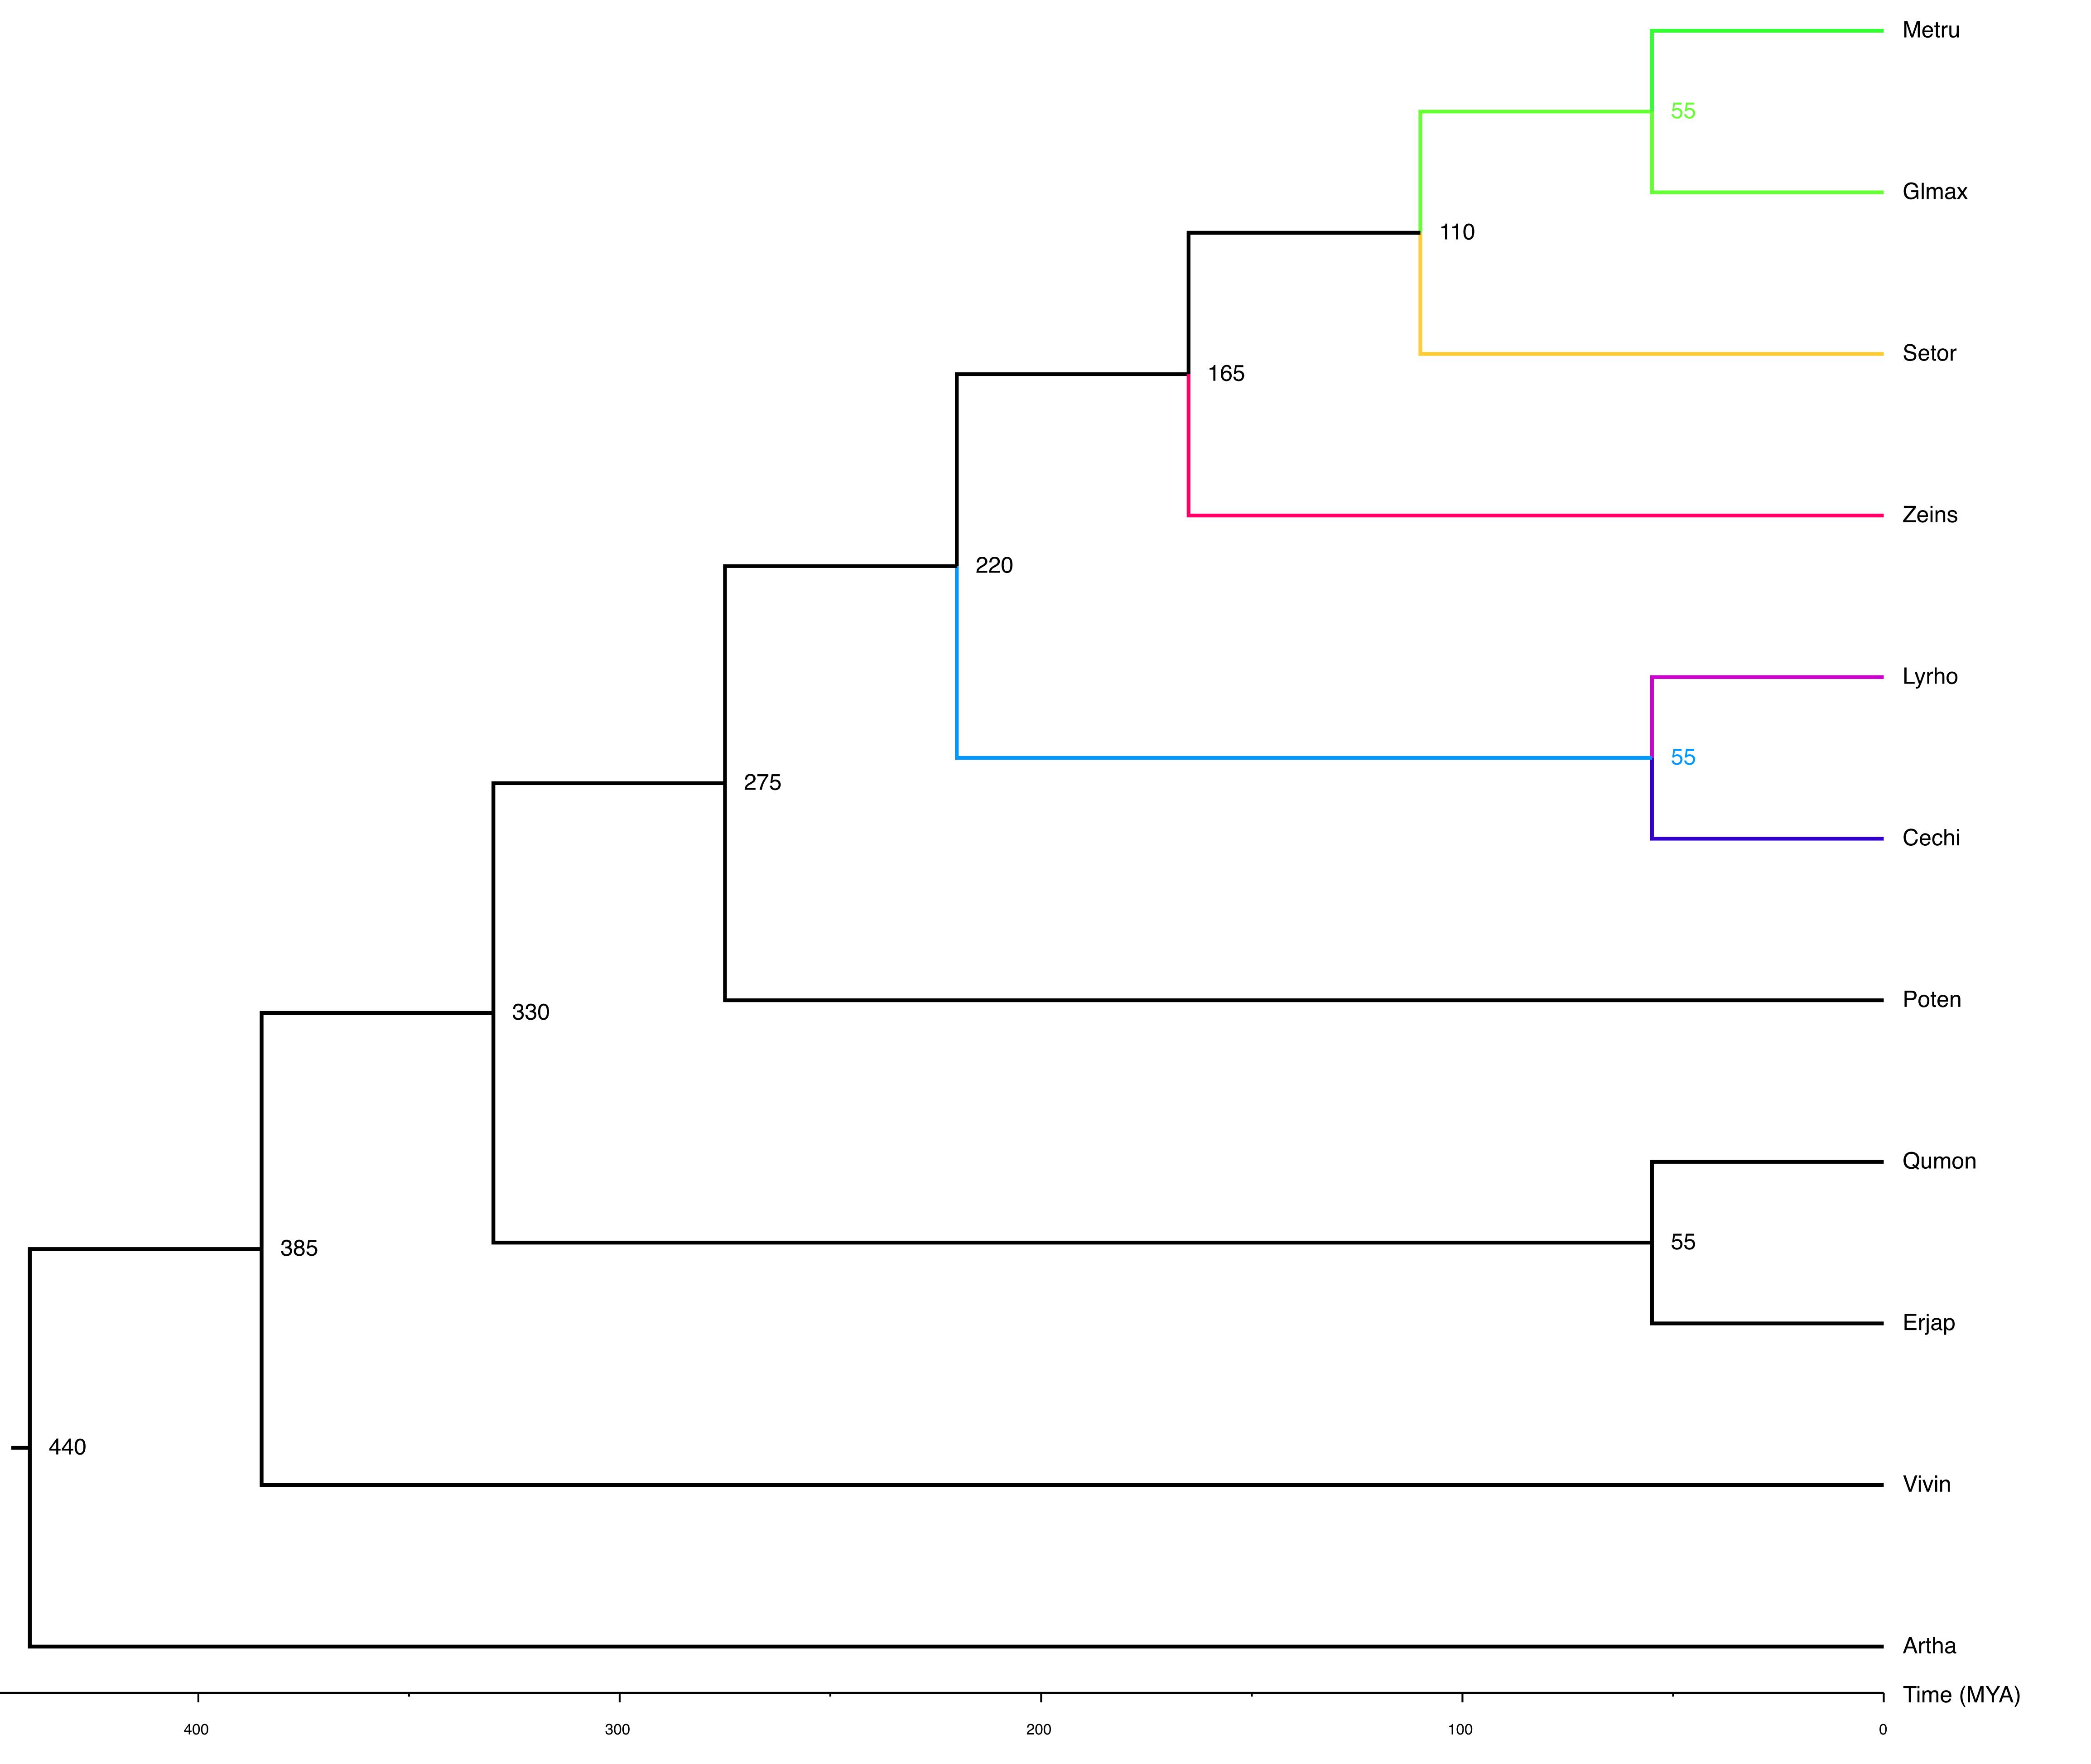 Metru
55
Glmax
110
Setor
165
Zeins
220
Lyrho
55
275
Cechi
Poten
330
Qumon
55
385
Erjap
440
Vivin
Artha
Time (MYA)
400 300 200 100 0